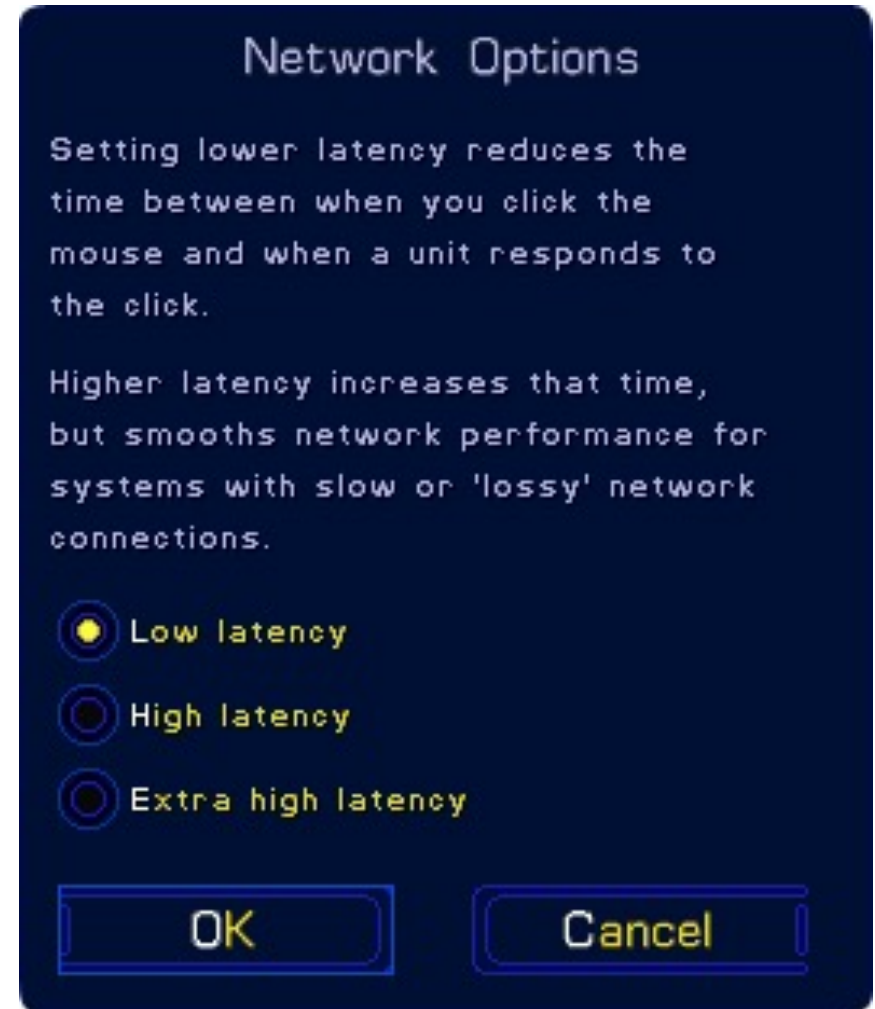 Network Options
Setting lower latency reduces the
time between when you click the
mouse and when a unit responds to
the click.
Higher latency increases that time,
but smooths network performance for
systems with slow or 'lossy' network
connections.
Low latency
High latency
Extra high latency
OK
Cancel